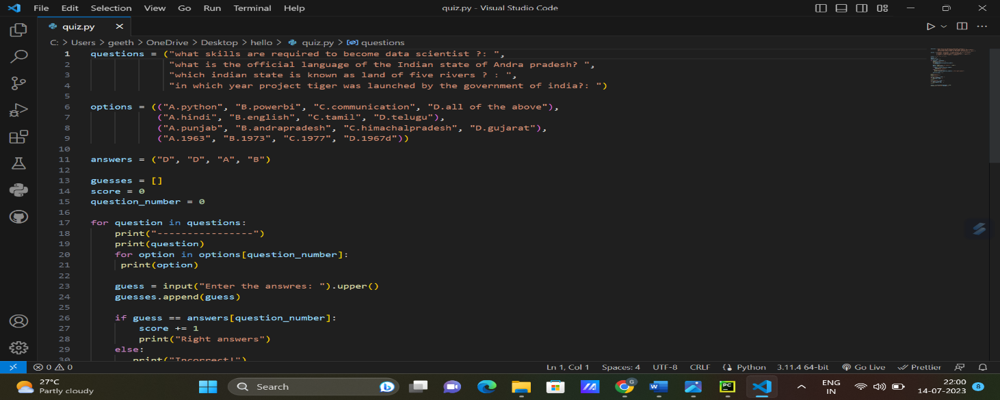 File Edit Selection View Go Run Terminal Help quiz.py - Visual Studio Code
quiz.py
C: > Users > geeth > OneDrive > Desktop > hello > quiz.py > questions
1 questions = ("what skills are required to become data scientist ?: ",
2 "what is the official language of the Indian state of Andra pradesh? ",
3 "which indian state is known as land of five rivers ? : ",
4 "in which year project tiger was launched by the government of india?: ")
5
6 options = (("A.python", "B.powerbi", "C.communication", "D.all of the above"),
7 ("A.hindi", "B.english", "C.tamil", "D.telugu"),
8 ("A.punjab", "B.andrapradesh", "C.himachalpradesh", "D.gujarat"),
9 ("A.1963", "B.1973", "C.1977", "D.1967d"))
10
11 answers = ("D", "D", "A", "B")
12
13 guesses = []
14 score = 0
15 question_number = 0
16
17 for question in questions:
18 print("----------------")
19 print(question)
20 for option in options[question_number]:
21 print(option)
22
23 guess = input("Enter the answres: ").upper()
24 guesses.append(guess)
25
26 if guess == answers[question_number]:
27 score += 1
28 print("Right answers")
29 else:
30 print("Incorrect!")
0 0 Ln 1, Col 1 Spaces: 4 UTF-8 CRLF Python 3.11.4 64-bit Go Live Prettier
27°C
Partly cloudy
Search
W
PC
G
ENG
IN
22:00
14-07-2023
8